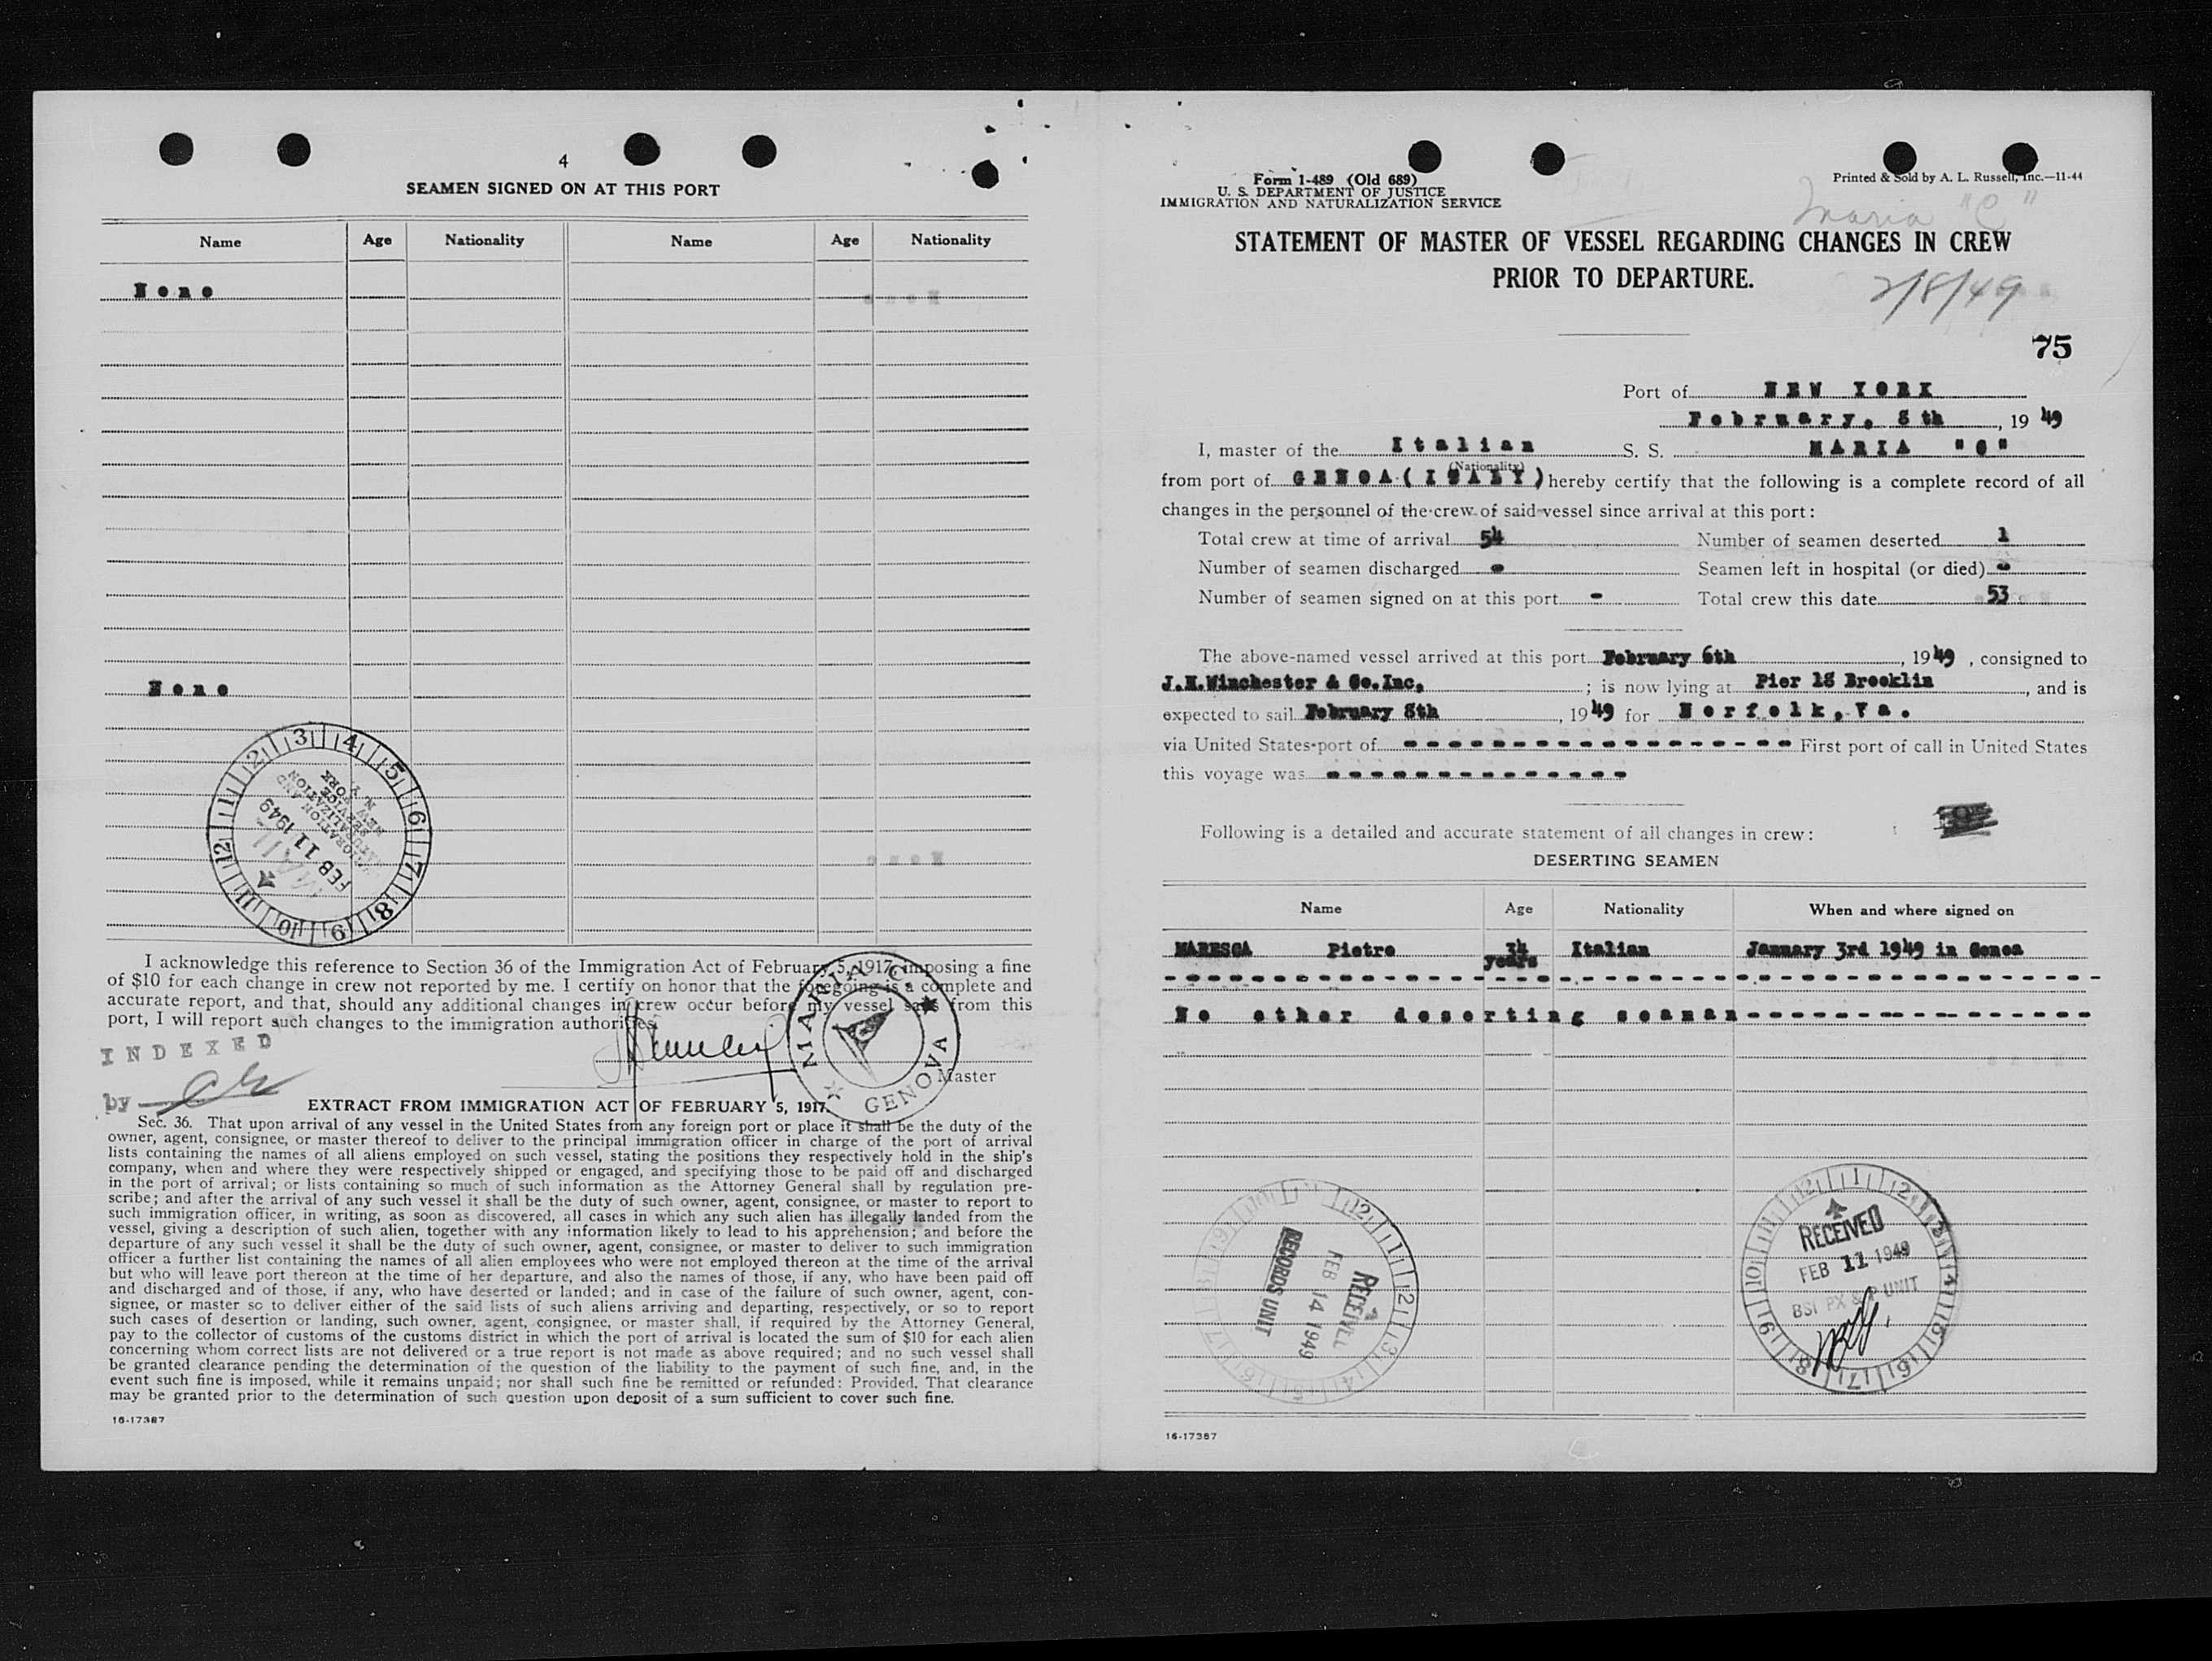 4
SEAMEN SIGNED ON AT THIS PORT
Name Age Nationality Name Age Nationality
None
None
3 4 5 6 7 8 9 10 11 12 1 2
FEB 11 1949
I acknowledge this reference to Section 36 of the Immigration Act of February 5, 1917, imposing a fine
of $10 for each change in crew not reported by me. I certify on honor that the foregoing is a complete and
accurate report, and that, should any additional changes in crew occur before my vessel sails from this
port, I will report such changes to the immigration authorities.
INDEXED
by
MARIA C
GENOVA
Master
EXTRACT FROM IMMIGRATION ACT OF FEBRUARY 5, 1917.
Sec. 36. That upon arrival of any vessel in the United States from any foreign port or place it shall be the duty of the
owner, agent, consignee, or master thereof to deliver to the principal immigration officer in charge of the port of arrival
lists containing the names of all aliens employed on such vessel, stating the positions they respectively hold in the ship's
company, when and where they were respectively shipped or engaged, and specifying those to be paid off and discharged
in the port of arrival; or lists containing so much of such information as the Attorney General shall by regulation pre-
scribe; and after the arrival of any such vessel it shall be the duty of such owner, agent, consignee, or master to report to
such immigration officer, in writing, as soon as discovered, all cases in which any such alien has illegally landed from the
vessel, giving a description of such alien, together with any information likely to lead to his apprehension; and before the
departure of any such vessel it shall be the duty of such owner, agent, consignee, or master to deliver to such immigration
officer a further list containing the names of all alien employees who were not employed thereon at the time of the arrival
but who will leave port thereon at the time of her departure, and also the names of those, if any, who have been paid off
and discharged and of those, if any, who have deserted or landed; and in case of the failure of such owner, agent, con-
signee, or master so to deliver either of the said lists of such aliens arriving and departing, respectively, or so to report
such cases of desertion or landing, such owner, agent, consignee, or master shall, if required by the Attorney General,
pay to the collector of customs of the customs district in which the port of arrival is located the sum of $10 for each alien
concerning whom correct lists are not delivered or a true report is not made as above required; and no such vessel shall
be granted clearance pending the determination of the question of the liability to the payment of such fine, and, in the
event such fine is imposed, while it remains unpaid; nor shall such fine be remitted or refunded: Provided, That clearance
may be granted prior to the determination of such question upon deposit of a sum sufficient to cover such fine.
16-17387
Form 1-489 (Old 689)
U. S. DEPARTMENT OF JUSTICE
IMMIGRATION AND NATURALIZATION SERVICE
Printed & Sold by A. L. Russell, Inc.—11-44
Maria "C"
STATEMENT OF MASTER OF VESSEL REGARDING CHANGES IN CREW
PRIOR TO DEPARTURE.
2/8/49
75
Port of NEW YORK
February, 8th, 19 49
I, master of the Italian S. S. MARIA "C"
(Nationality)
from port of GENOA (ITALY) hereby certify that the following is a complete record of all
changes in the personnel of the crew of said vessel since arrival at this port:
Total crew at time of arrival 54 Number of seamen deserted 1
Number of seamen discharged - Seamen left in hospital (or died) -
Number of seamen signed on at this port - Total crew this date 53
The above-named vessel arrived at this port February 6th, 1949, consigned to
J.H.Winchester & Co.Inc. ; is now lying at Pier 18 Brooklin, and is
expected to sail February 8th, 1949 for Norfolk, Va.
via United States port of - - - - - - - - - - - - - - - - - First port of call in United States
this voyage was - - - - - - - - - - - - - -
Following is a detailed and accurate statement of all changes in crew:
DESERTING SEAMEN
Name Age Nationality When and where signed on
MARESCA Pietro 34 years Italian January 3rd 1949 in Genoa
No other deserting seaman - - - - - - - - - - - - - - -
RECEIVED
FEB 14 1949
RECORDS UNIT
RECEIVED
FEB 11 1949
BSI PX & P UNIT
16-17387